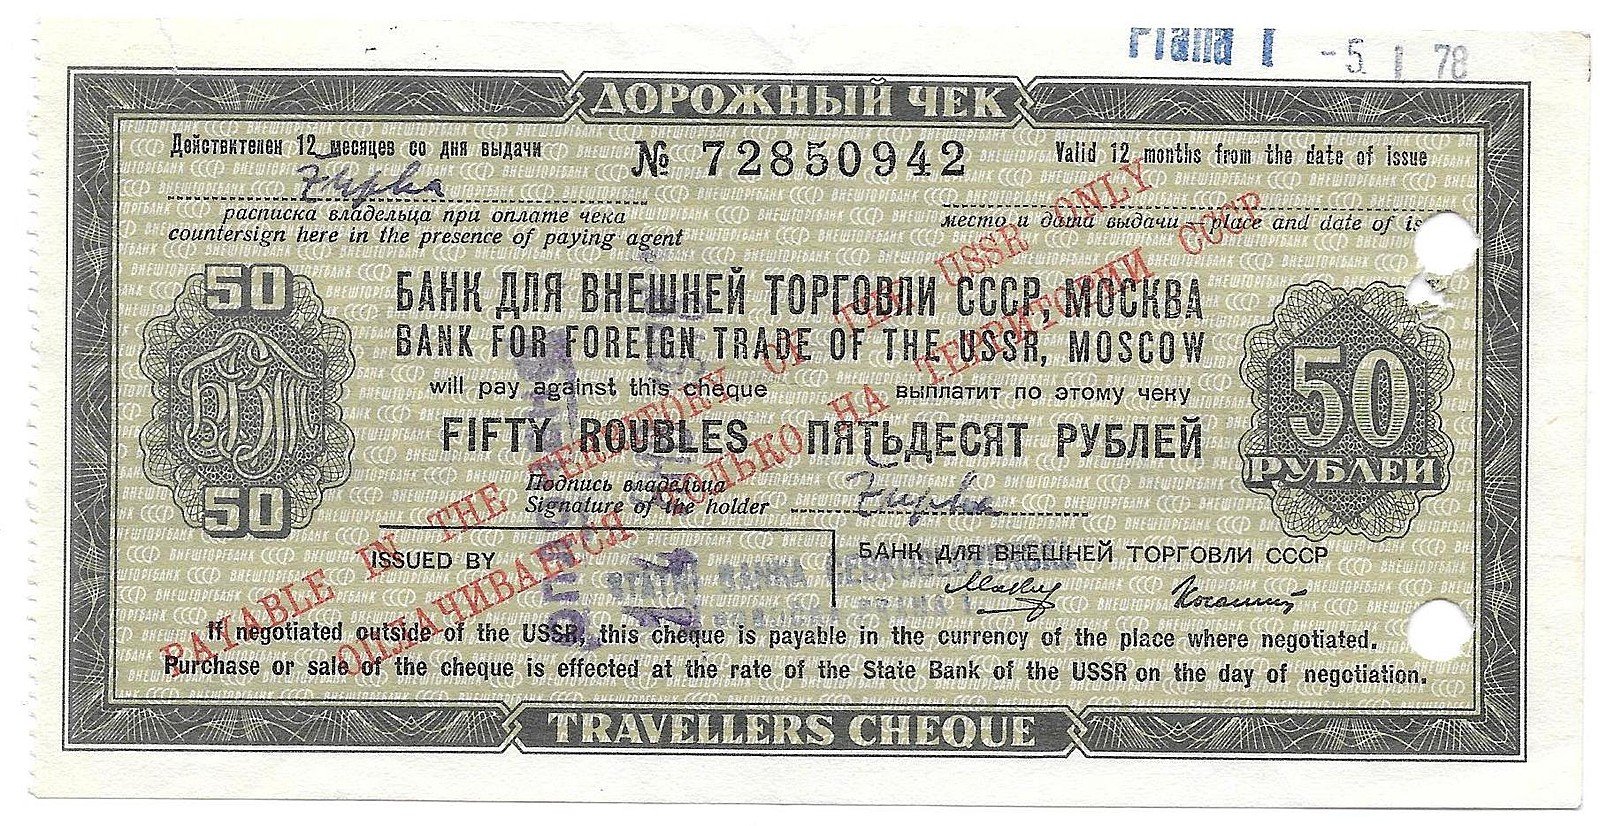 Praha 1 -5. I. 78
ДОРОЖНЫЙ ЧЕК
Действителен 12 месяцев со дня выдачи
№ 72850942
Valid 12 months from the date of issue
расписка владельца при оплате чека
countersign here in the presence of paying agent
место и дата выдачи - place and date of is
50
БАНК ДЛЯ ВНЕШНЕЙ ТОРГОВЛИ СССР, МОСКВА
BANK FOR FOREIGN TRADE OF THE USSR, MOSCOW
will pay against this cheque
выплатит по этому чеку
FIFTY ROUBLES
ПЯТЬДЕСЯТ РУБЛЕЙ
БВТ
50
50
РУБЛЕЙ
Подпись владельца
Signature of the holder
ISSUED BY
БАНК ДЛЯ ВНЕШНЕЙ ТОРГОВЛИ СССР
PAYABLE IN THE TERRITORY OF THE USSR ONLY
ОПЛАЧИВАЕТСЯ ТОЛЬКО НА ТЕРРИТОРИИ СССР
If negotiated outside of the USSR, this cheque is payable in the currency of the place where negotiated.
Purchase or sale of the cheque is effected at the rate of the State Bank of the USSR on the day of negotiation.
TRAVELLERS CHEQUE